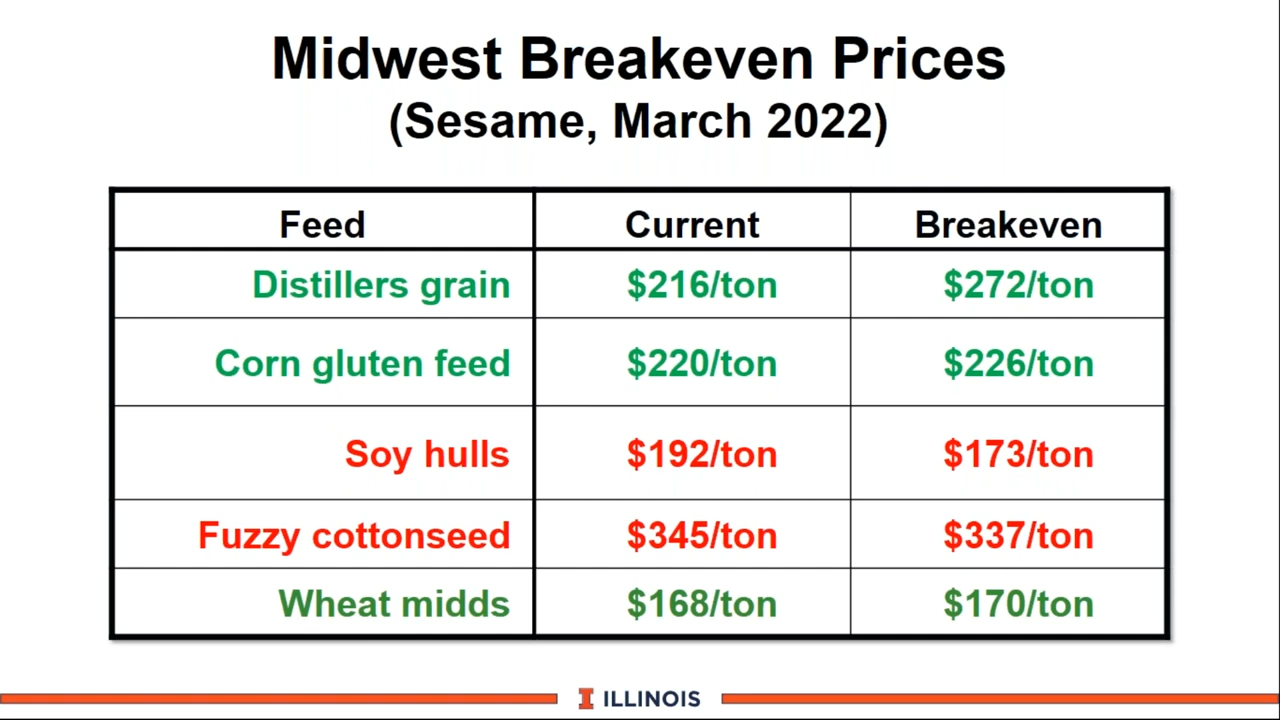 Midwest Breakeven Prices
(Sesame, March 2022)
Feed Current Breakeven
Distillers grain $216/ton $272/ton
Corn gluten feed $220/ton $226/ton
Soy hulls $192/ton $173/ton
Fuzzy cottonseed $345/ton $337/ton
Wheat midds $168/ton $170/ton
I ILLINOIS